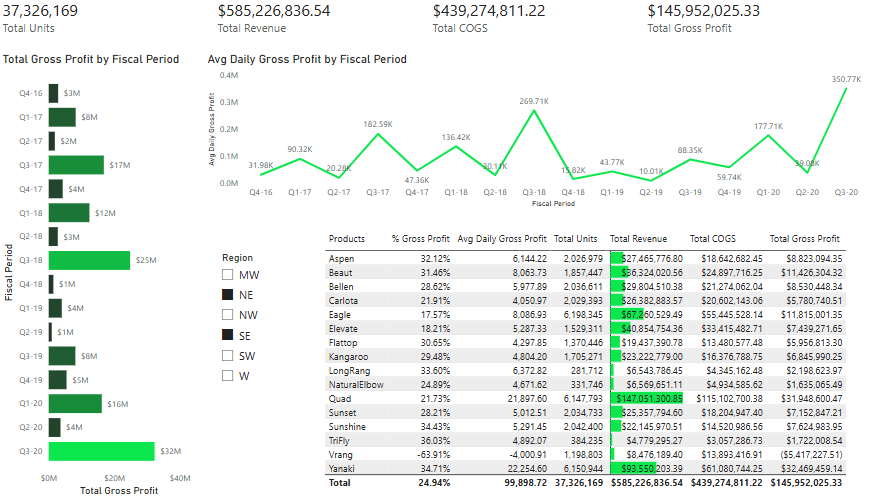 37,326,169 $585,226,836.54 $439,274,811.22 $145,952,025.33
Total Units Total Revenue Total COGS Total Gross Profit
Total Gross Profit by Fiscal Period
Q4-16 $3M
Q1-17 $8M
Q2-17 $2M
Q3-17 $17M
Q4-17 $4M
Q1-18 $12M
Q2-18 $3M
Q3-18 $25M
Q4-18 $1M
Q1-19 $4M
Q2-19 $1M
Q3-19 $8M
Q4-19 $5M
Q1-20 $16M
Q2-20 $4M
Q3-20 $32M
$0M $20M $40M
Total Gross Profit
Fiscal Period
Avg Daily Gross Profit by Fiscal Period
Avg Daily Gross Profit
0.4M
0.3M
0.2M
0.1M
0.0M
31.98K 90.32K 20.28K 182.59K 47.36K 136.42K 269.71K 15.82K 43.77K 10.01K 88.35K 59.74K 177.71K 350.77K
Q4-16 Q1-17 Q2-17 Q3-17 Q4-17 Q1-18 Q2-18 Q3-18 Q4-18 Q1-19 Q2-19 Q3-19 Q4-19 Q1-20 Q2-20 Q3-20
Fiscal Period
Region
MW
NE
NW
SE
SW
W
Products % Gross Profit Avg Daily Gross Profit Total Units Total Revenue Total COGS Total Gross Profit
Aspen 32.12% 6,144.22 2,026,979 $27,465,776.80 $18,642,682.45 $8,823,094.35
Beaut 31.46% 8,063.73 1,857,447 $36,324,020.56 $24,897,716.25 $11,426,304.32
Bellen 28.62% 5,977.89 2,036,611 $29,804,510.38 $21,274,062.04 $8,530,448.34
Carlota 21.91% 4,050.97 2,029,393 $26,382,883.57 $20,602,143.06 $5,780,740.51
Eagle 17.57% 8,086.93 6,198,345 $67,260,529.49 $55,445,528.14 $11,815,001.35
Elevate 18.21% 5,287.33 1,529,311 $40,854,754.36 $33,415,482.71 $7,439,271.65
Flattop 30.65% 4,297.85 1,370,446 $19,437,390.78 $13,480,577.48 $5,956,813.30
Kangaroo 29.48% 4,804.20 1,705,271 $23,222,779.00 $16,376,788.75 $6,845,990.25
LongRang 33.60% 6,372.82 281,712 $6,543,786.45 $4,345,162.48 $2,198,623.97
NaturalElbow 24.89% 4,671.62 331,746 $6,569,651.11 $4,934,585.62 $1,635,065.49
Quad 21.73% 21,897.60 6,147,793 $147,051,300.85 $115,102,700.38 $31,948,600.47
Sunset 28.21% 5,012.51 2,034,733 $25,357,794.60 $18,204,947.40 $7,152,847.21
Sunshine 34.43% 5,291.45 2,042,400 $22,145,970.51 $14,520,986.56 $7,624,983.95
TriFly 36.03% 4,892.07 384,235 $4,779,295.27 $3,057,286.73 $1,722,008.54
Vrang -63.91% -4,000.91 1,198,803 $8,476,189.40 $13,893,416.91 ($5,417,227.51)
Yanaki 34.71% 22,254.60 6,150,944 $93,550,203.39 $61,080,744.25 $32,469,459.14
Total 24.94% 99,898.72 37,326,169 $585,226,836.54 $439,274,811.22 $145,952,025.33